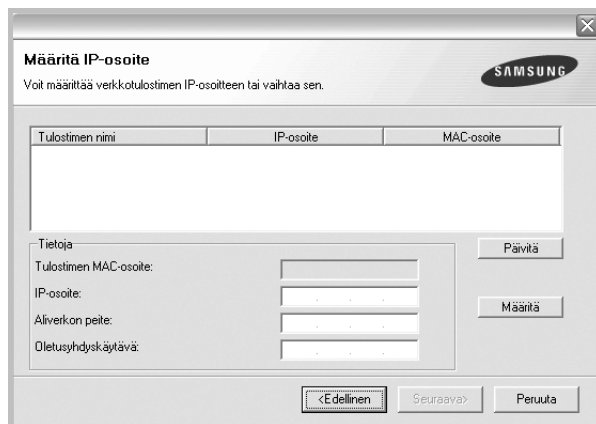 Määritä IP-osoite
Voit määrittää verkkotulostimen IP-osoitteen tai vaihtaa sen.
SAMSUNG
Tulostimen nimi IP-osoite MAC-osoite
Tietoja
Päivitä
Tulostimen MAC-osoite:
IP-osoite:
Määritä
Aliverkon peite:
Oletusyhdyskäytävä:
<Edellinen Seuraava> Peruuta